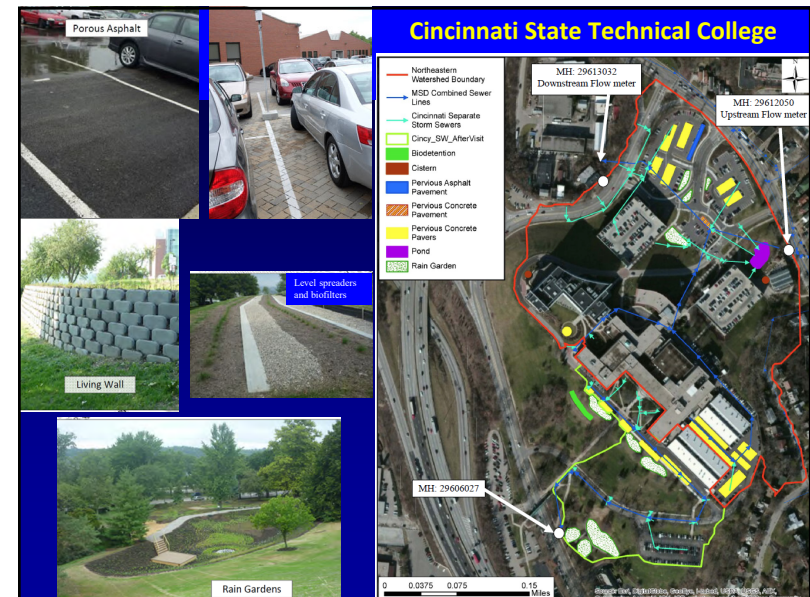 Porous Asphalt
Level spreaders
and biofilters
Living Wall
Rain Gardens
Cincinnati State Technical College
Northeastern
Watershed Boundary
MSD Combined Sewer
Lines
Cincinnati Separate
Storm Sewers
Cincy_SW_AfterVisit
Biodetention
Cistern
Pervious Asphalt
Pavement
Pervious Concrete
Pavement
Pervious Concrete
Pavers
Pond
Rain Garden
MH: 29613032
Downstream Flow meter
N
MH: 29612050
Upstream Flow meter
MH: 29606027
0 0.0375 0.075 0.15
Miles